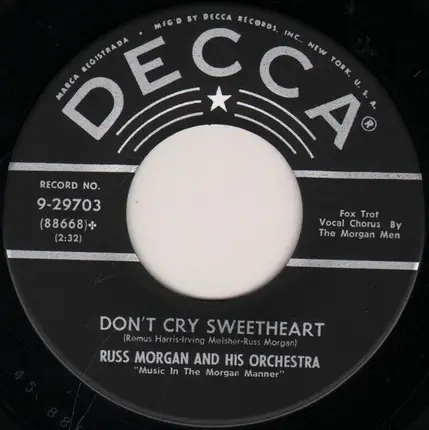 MARCA REGISTRADA • MFG'D BY DECCA RECORDS, INC., NEW YORK, U. S. A.
DECCA®
RECORD NO.
9-29703
(88668)✤
(2:32)
Fox Trot
Vocal Chorus By
The Morgan Men
DON'T CRY SWEETHEART
(Remus Harris-Irving Melsher-Russ Morgan)
RUSS MORGAN AND HIS ORCHESTRA
"Music In The Morgan Manner"